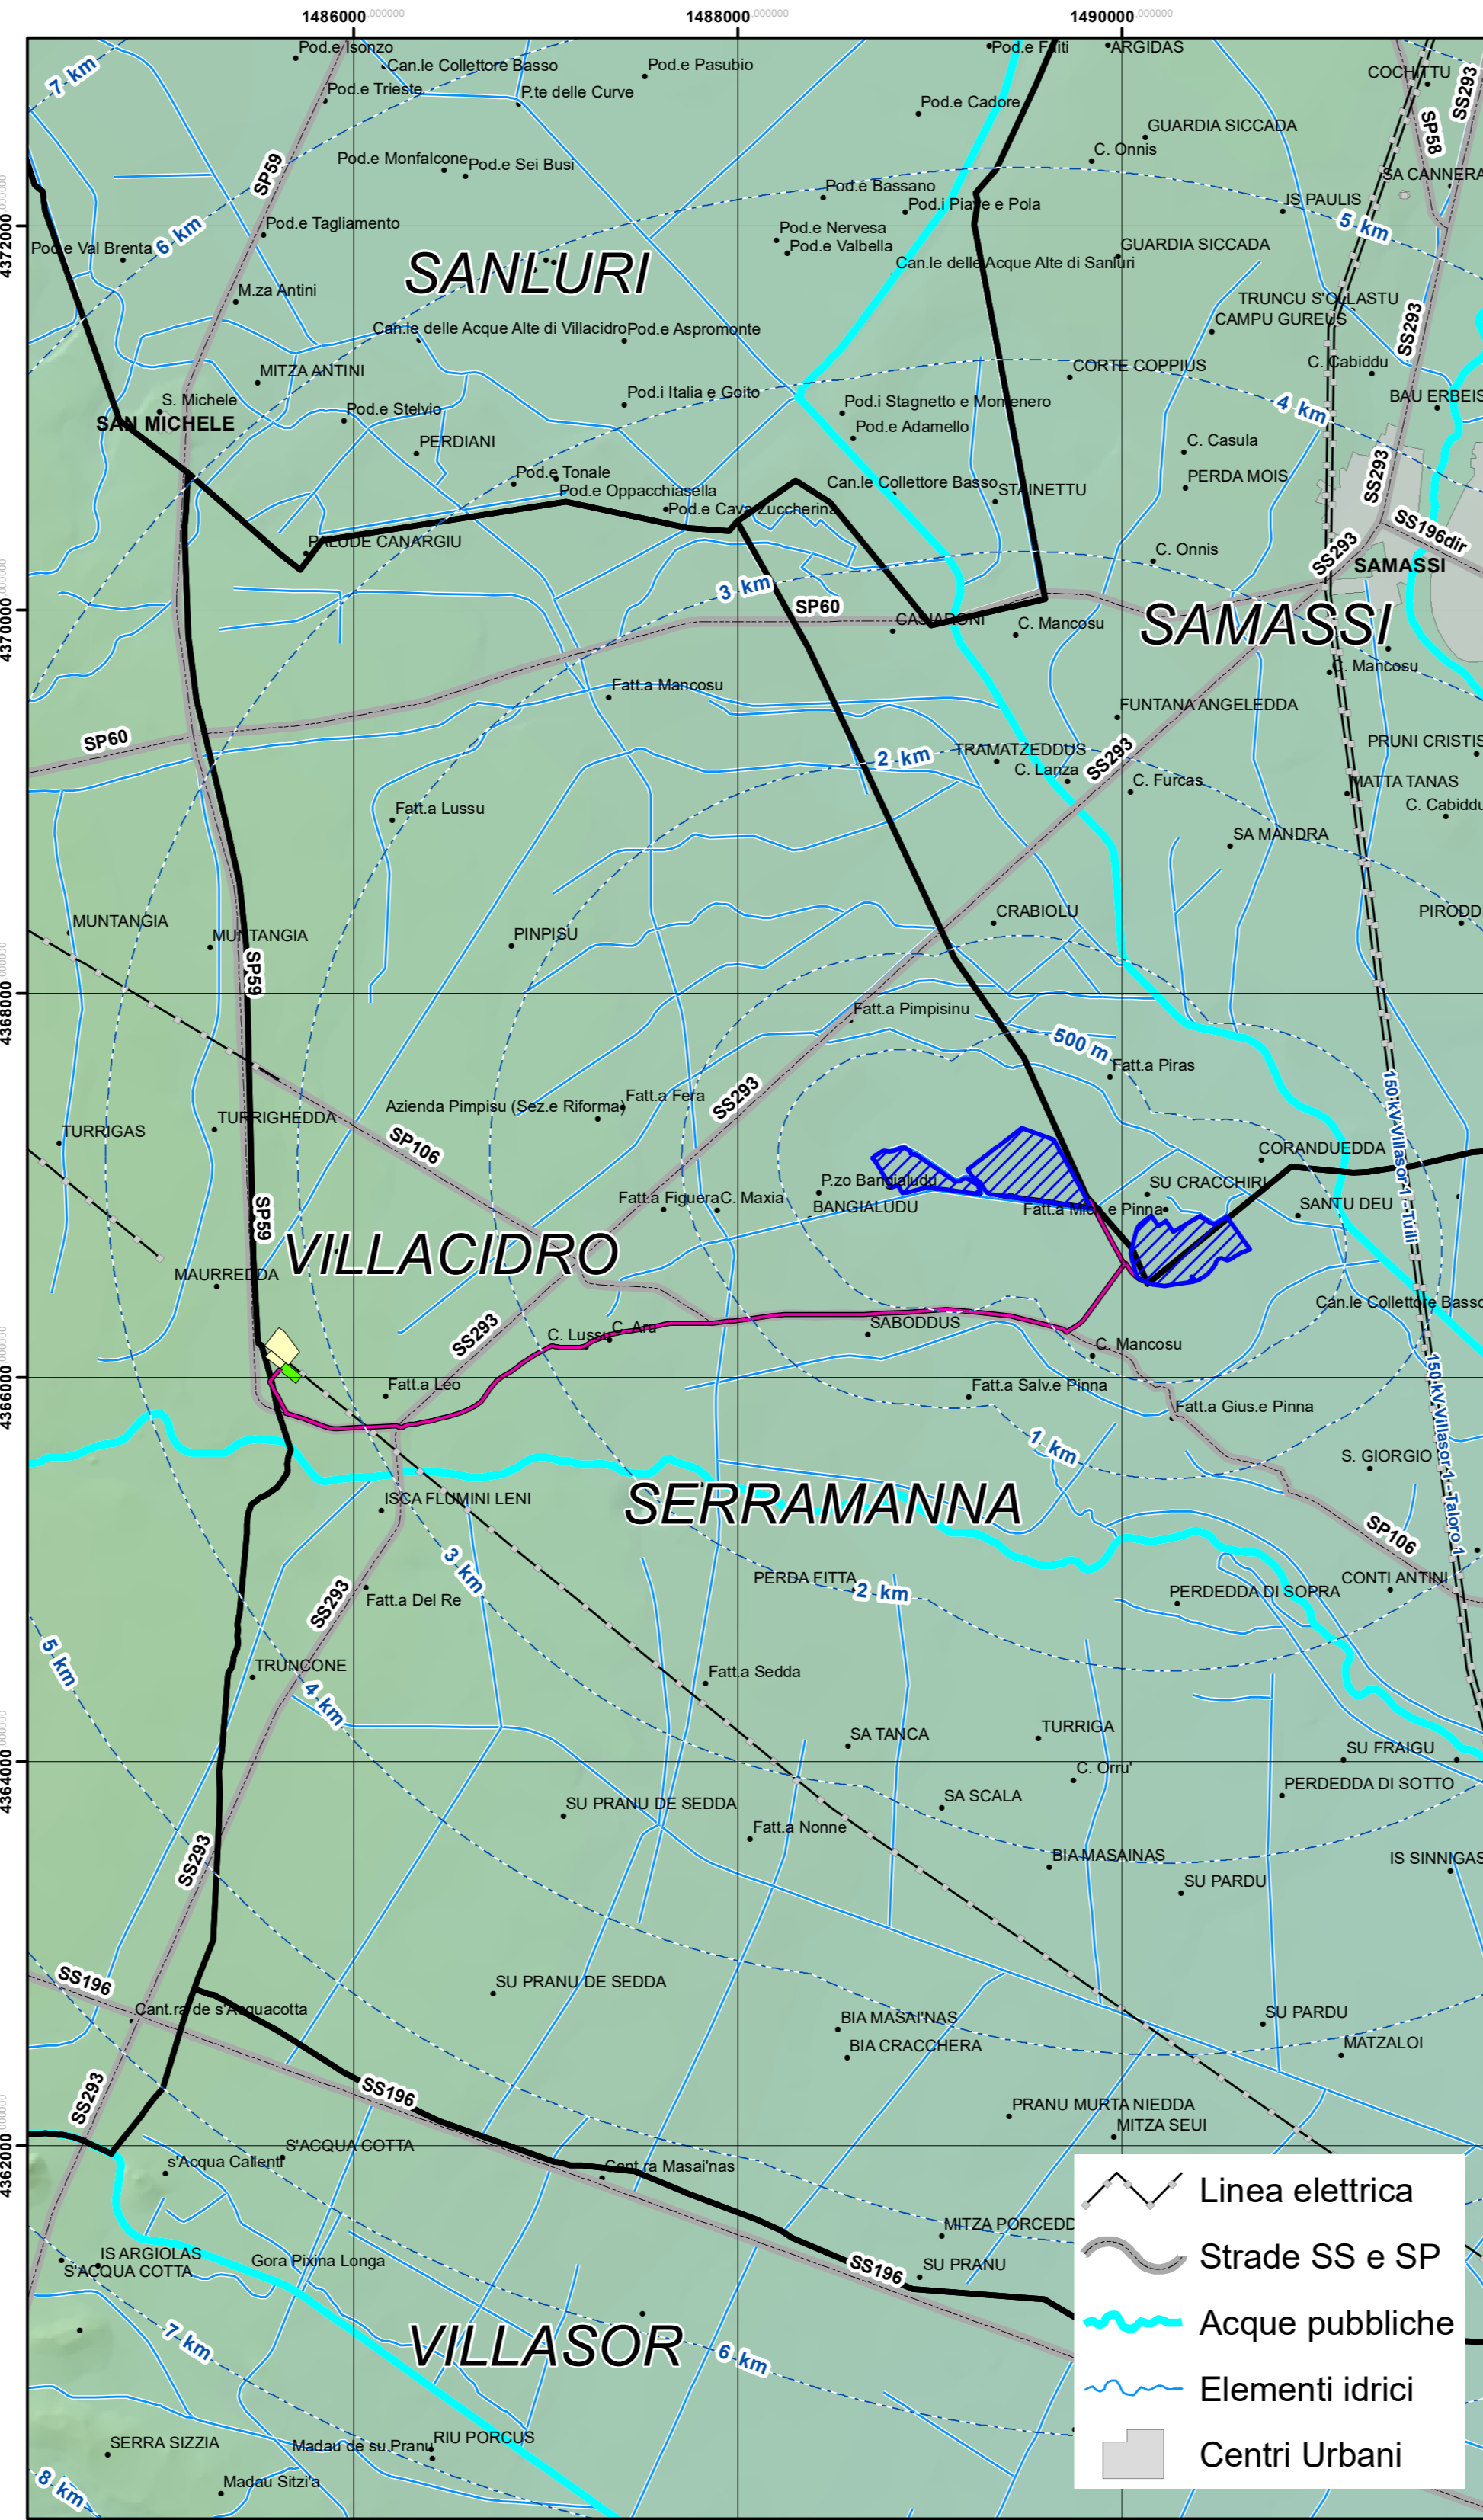 1486000.000000
1488000.000000
1490000.000000
4372000.000000
4370000.000000
4368000.000000
4366000.000000
4364000.000000
4362000.000000
7 km
Pod.e Isonzo
Can.le Collettore Basso
Pod.e Trieste
P.te delle Curve
Pod.e Pasubio
Pod.e Faiti
ARGIDAS
COCHITTU
SS293
SP58
Pod.e Cadore
GUARDIA SICCADA
C. Onnis
SP59
Pod.e Monfalcone
Pod.e Sei Busi
Pod.e Bassano
Pod.i Piave e Pola
SA CANNERA
IS PAULIS
5 km
Pod.e Tagliamento
Pod.e Nervesa
Pod.e Valbella
6 km
Pod.e Val Brenta
GUARDIA SICCADA
Can.le delle Acque Alte di Sanluri
SANLURI
M.za Antini
TRUNCU S'OLLASTU
CAMPU GUREUS
SS293
Can.le delle Acque Alte di Villacidro
Pod.e Aspromonte
MITZA ANTINI
CORTE COPPIUS
C. Cabiddu
S. Michele
SAN MICHELE
Pod.e Stelvio
Pod.i Italia e Goito
Pod.i Stagnetto e Montenero
4 km
BAU ERBEIS
Pod.e Adamello
PERDIANI
C. Casula
Pod.e Tonale
PERDA MOIS
SS293
Pod.e Oppacchiasella
Can.le Collettore Basso
STAINETTU
Pod.e Cava Zuccherina
SS196dir
PALUDE CANARGIU
C. Onnis
SS293
SAMASSI
3 km
SP60
CASIARONI
C. Mancosu
SAMASSI
C. Mancosu
Fatt.a Mancosu
FUNTANA ANGELEDDA
SP60
2 km
TRAMATZEDDUS
SS293
PRUNI CRISTIS
C. Lanza
C. Furcas
MATTA TANAS
C. Cabiddu
Fatt.a Lussu
SA MANDRA
CRABIOLU
PIRODD
MUNTANGIA
MUNTANGIA
PINPISU
SP59
Fatt.a Pimpisinu
500 m
Fatt.a Piras
Fatt.a Fera
Azienda Pimpisu (Sez.e Riforma)
SS293
150 kV Villasor 1 - Tuili
TURRIGHEDDA
TURRIGAS
SP106
CORANDUEDDA
P.zo Bangialudu
SU CRACCHIRI
Fatt.a Figuera
C. Maxia
BANGIALUDU
SANTU DEU
SP59
VILLACIDRO
MAURREDDA
Can.le Collettore Basso
SS293
C. Lussu
C. Aru
SABODDUS
C. Mancosu
150 kV Villasor 1 - Taloro 1
Fatt.a Leo
Fatt.a Salv.e Pinna
Fatt.a Gius.e Pinna
1 km
S. GIORGIO
ISCA FLUMINI LENI
SERRAMANNA
SP106
3 km
PERDA FITTA
2 km
CONTI ANTINI
PERDEDDA DI SOPRA
SS293
Fatt.a Del Re
5 km
TRUNCONE
Fatt.a Sedda
4 km
SA TANCA
TURRIGA
SU FRAIGU
C. Orru'
PERDEDDA DI SOTTO
SA SCALA
SU PRANU DE SEDDA
Fatt.a Nonne
SS293
BIA MASAINAS
IS SINNIGAS
SU PARDU
SS196
SU PRANU DE SEDDA
Cant.ra de s'Acquacotta
BIA MASAI'NAS
SU PARDU
BIA CRACCHERA
MATZALOI
SS293
SS196
PRANU MURTA NIEDDA
MITZA SEUI
S'ACQUA COTTA
s'Acqua Callenti
Cant.ra Masai'nas
Linea elettrica
MITZA PORCEDD
IS ARGIOLAS
S'ACQUA COTTA
Gora Pixina Longa
SS196
SU PRANU
Strade SS e SP
7 km
VILLASOR
6 km
Acque pubbliche
Elementi idrici
SERRA SIZZIA
Madau de su Pranu
RIU PORCUS
Centri Urbani
8 km
Madau Sitzi'a